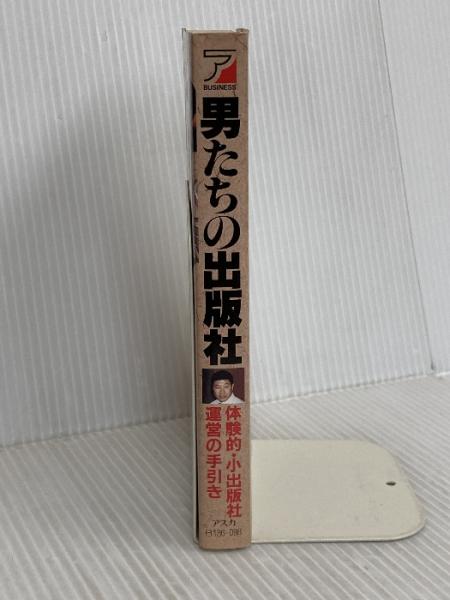 ア
BUSINESS
男たちの出版社
体験的・小出版社
運営の手引き
アスカ